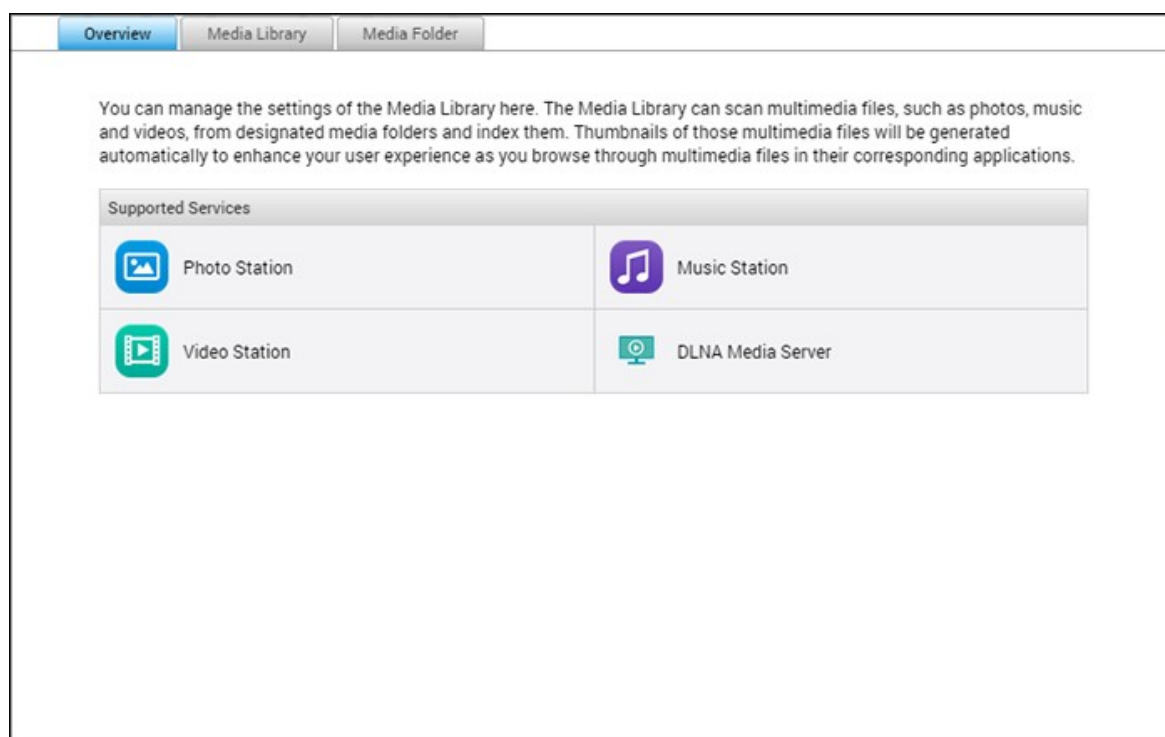 Overview Media Library Media Folder
You can manage the settings of the Media Library here. The Media Library can scan multimedia files, such as photos, music
and videos, from designated media folders and index them. Thumbnails of those multimedia files will be generated
automatically to enhance your user experience as you browse through multimedia files in their corresponding applications.
Supported Services
Photo Station Music Station
Video Station DLNA Media Server